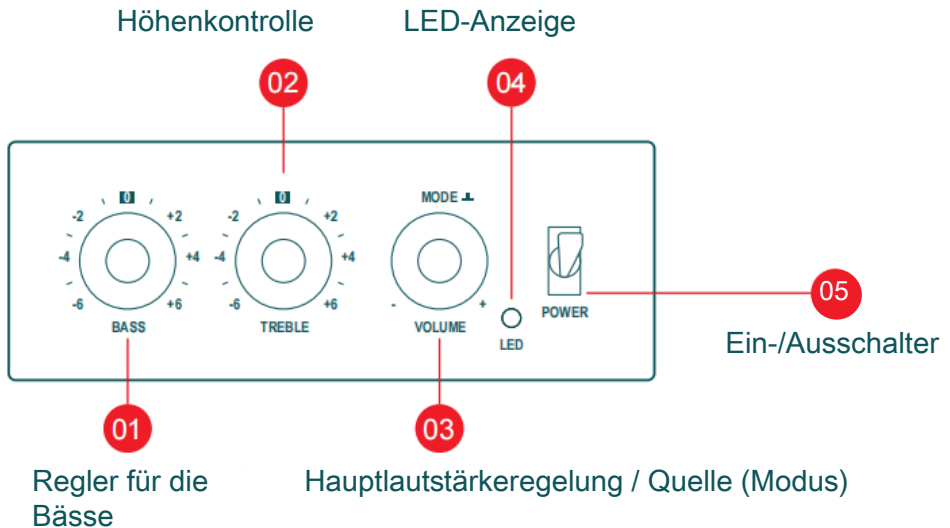 Höhenkontrolle
LED-Anzeige
02
04
0
-2
+2
-4
+4
-6
+6
BASS
0
-2
+2
-4
+4
-6
+6
TREBLE
MODE
-
+
VOLUME
LED
POWER
05
Ein-/Ausschalter
01
03
Regler für die
Bässe
Hauptlautstärkeregelung / Quelle (Modus)